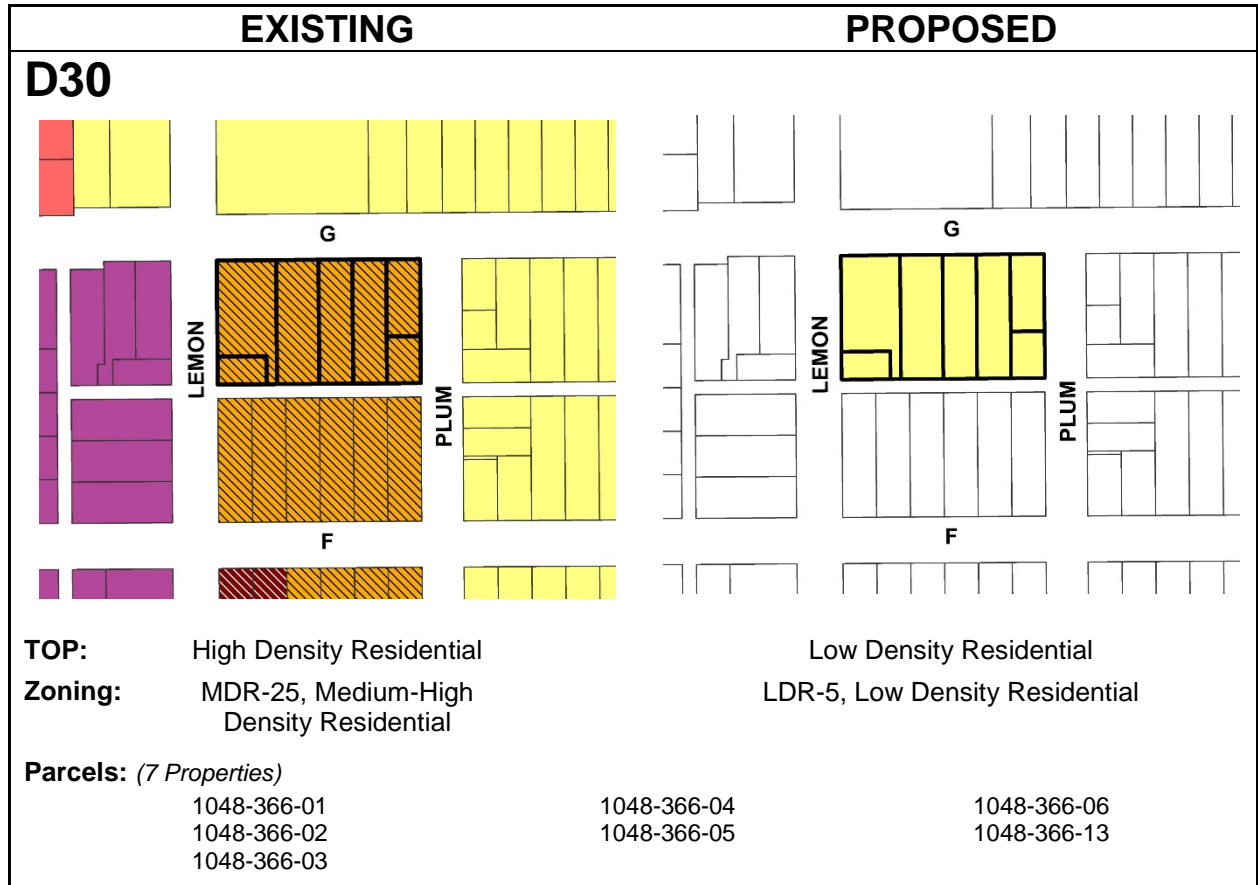 EXISTING PROPOSED
D30
G
LEMON
PLUM
F
G
LEMON
PLUM
F
TOP: High Density Residential Low Density Residential
Zoning: MDR-25, Medium-High LDR-5, Low Density Residential
Density Residential
Parcels: (7 Properties)
1048-366-01 1048-366-04 1048-366-06
1048-366-02 1048-366-05 1048-366-13
1048-366-03